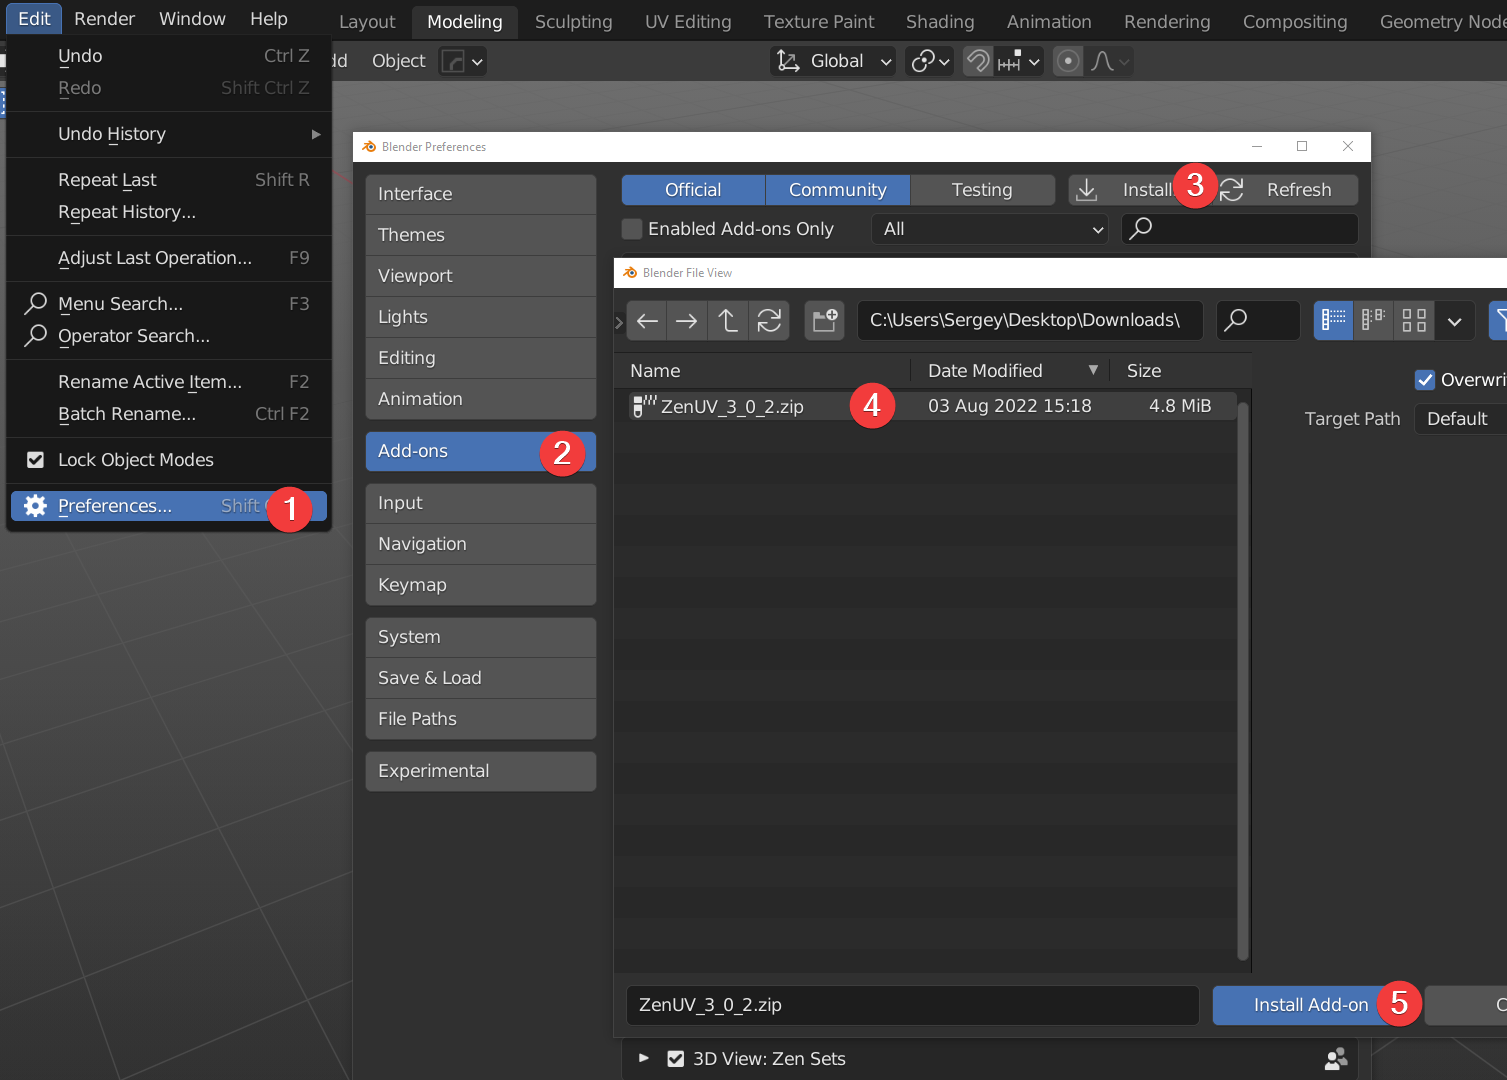 Edit Render Window Help Layout Modeling Sculpting UV Editing Texture Paint Shading Animation Rendering Compositing Geometry
Object Global
Undo Ctrl Z
Redo Shift Ctrl Z
Undo History
Repeat Last Shift R
Repeat History...
Adjust Last Operation... F9
Menu Search... F3
Operator Search...
Rename Active Item... F2
Batch Rename... Ctrl F2
Lock Object Modes
Preferences... Shift 1
Blender Preferences
Interface
Themes
Viewport
Lights
Editing
Animation
Add-ons 2
Input
Navigation
Keymap
System
Save & Load
File Paths
Experimental
Official Community Testing Install 3 Refresh
Enabled Add-ons Only All
Blender File View
C:\Users\Sergey\Desktop\Downloads\
Name Date Modified Size
ZenUV_3_0_2.zip 4 03 Aug 2022 15:18 4.8 MiB
Overwri
Target Path Default
ZenUV_3_0_2.zip Install Add-on 5
3D View: Zen Sets